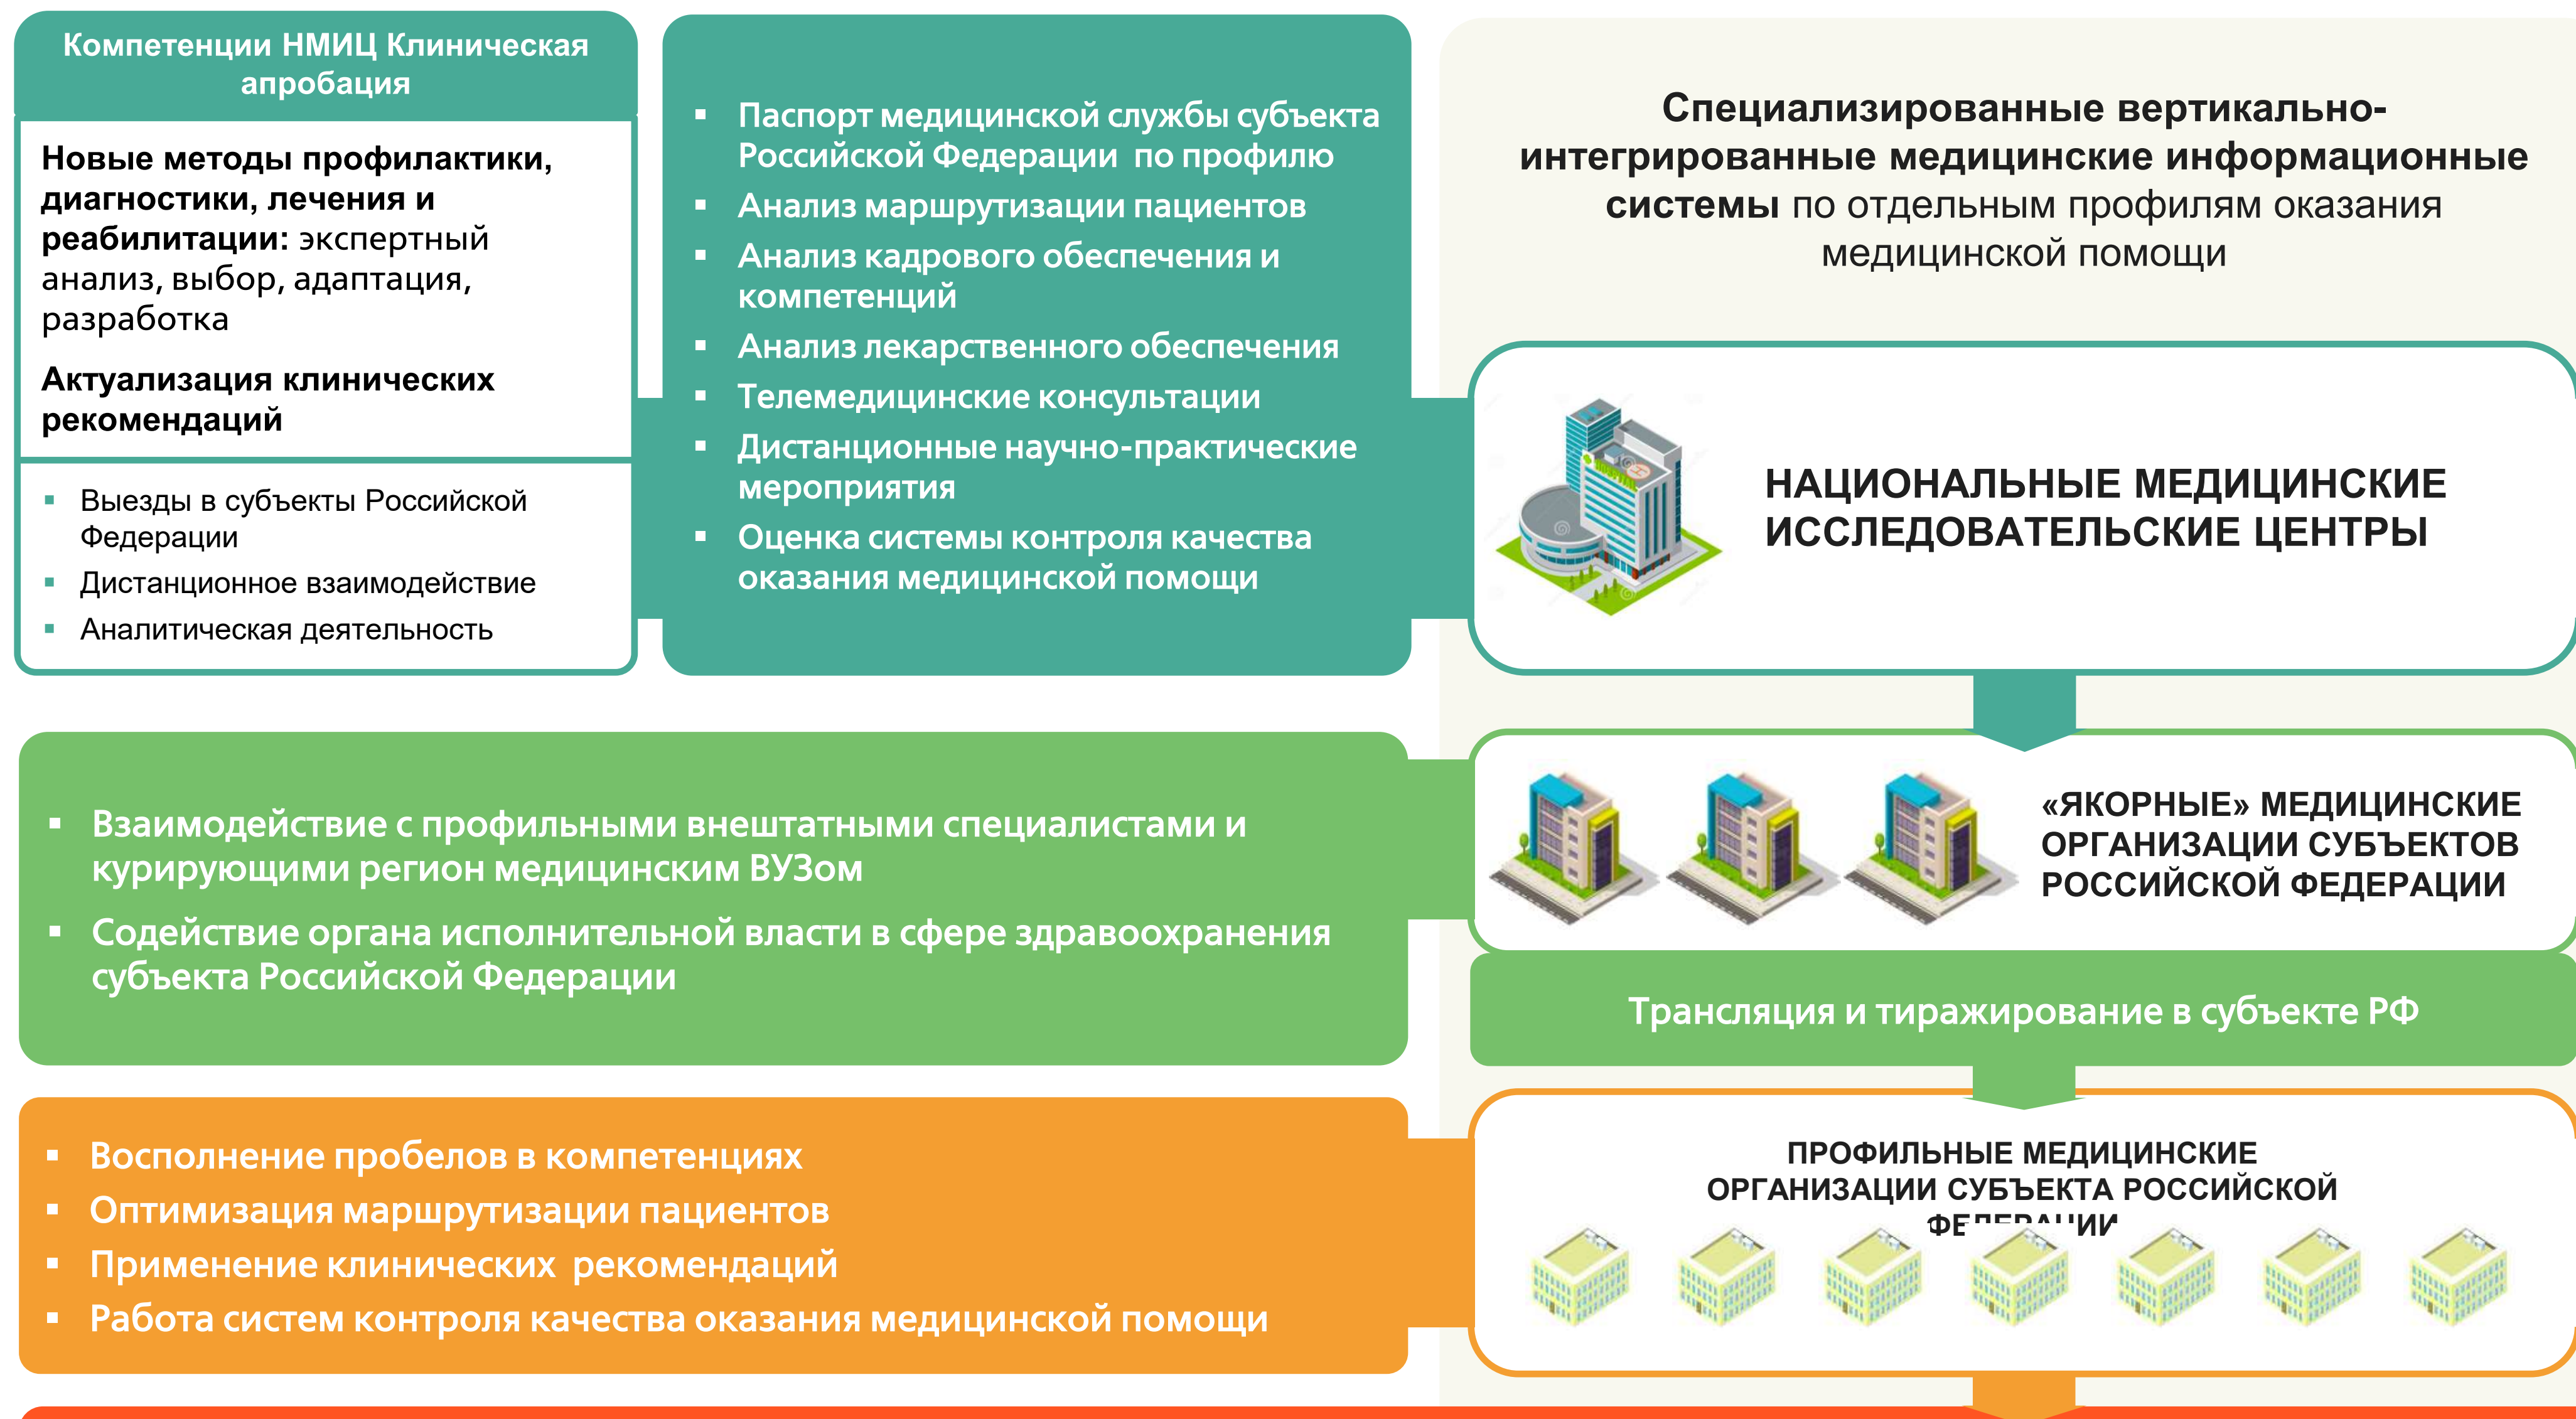 Компетенции НМИЦ Клиническая
апробация
Новые методы профилактики,
диагностики, лечения и
реабилитации: экспертный
анализ, выбор, адаптация,
разработка
Актуализация клинических
рекомендаций
▪ Выезды в субъекты Российской
Федерации
▪ Дистанционное взаимодействие
▪ Аналитическая деятельность
▪ Паспорт медицинской службы субъекта
Российской Федерации по профилю
▪ Анализ маршрутизации пациентов
▪ Анализ кадрового обеспечения и
компетенций
▪ Анализ лекарственного обеспечения
▪ Телемедицинские консультации
▪ Дистанционные научно-практические
мероприятия
▪ Оценка системы контроля качества
оказания медицинской помощи
Специализированные вертикально-
интегрированные медицинские информационные
системы по отдельным профилям оказания
медицинской помощи
НАЦИОНАЛЬНЫЕ МЕДИЦИНСКИЕ
ИССЛЕДОВАТЕЛЬСКИЕ ЦЕНТРЫ
▪ Взаимодействие с профильными внештатными специалистами и
курирующими регион медицинским ВУЗом
▪ Содействие органа исполнительной власти в сфере здравоохранения
субъекта Российской Федерации
«ЯКОРНЫЕ» МЕДИЦИНСКИЕ
ОРГАНИЗАЦИИ СУБЪЕКТОВ
РОССИЙСКОЙ ФЕДЕРАЦИИ
Трансляция и тиражирование в субъекте РФ
▪ Восполнение пробелов в компетенциях
▪ Оптимизация маршрутизации пациентов
▪ Применение клинических рекомендаций
▪ Работа систем контроля качества оказания медицинской помощи
ПРОФИЛЬНЫЕ МЕДИЦИНСКИЕ
ОРГАНИЗАЦИИ СУБЪЕКТА РОССИЙСКОЙ
ФЕДЕРАЦИИ